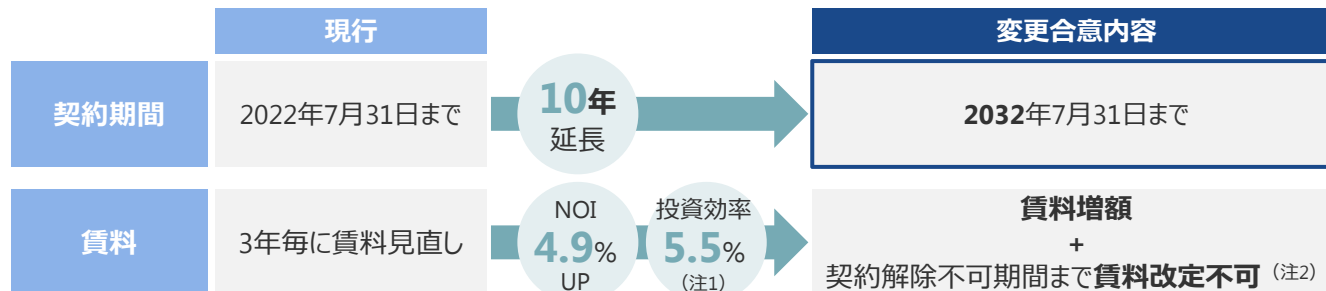 現行
変更合意内容
契約期間
2022年7月31日まで
10年
延長
2032年7月31日まで
賃料
3年毎に賃料見直し
NOI
4.9%
UP
投資効率
5.5%
(注1)
賃料増額
+
契約解除不可期間まで賃料改定不可 (注2)